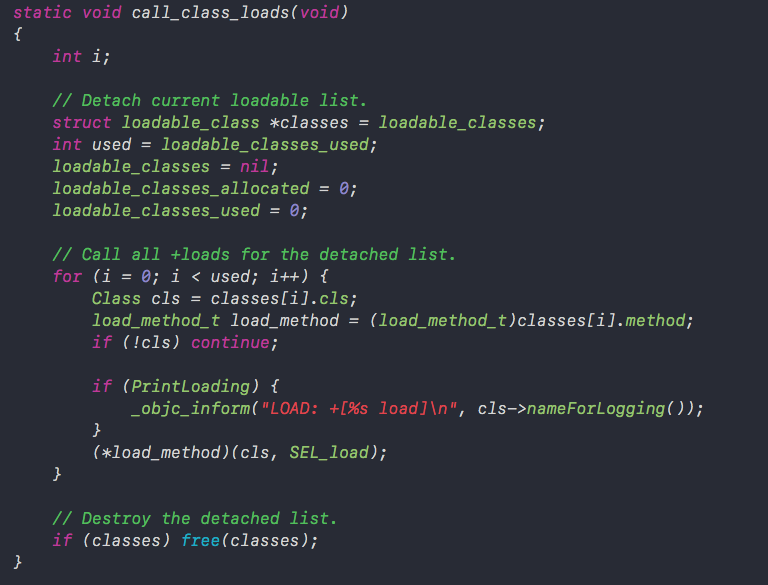 static void call_class_loads(void)
{
    int i;

    // Detach current loadable list.
    struct loadable_class *classes = loadable_classes;
    int used = loadable_classes_used;
    loadable_classes = nil;
    loadable_classes_allocated = 0;
    loadable_classes_used = 0;

    // Call all +loads for the detached list.
    for (i = 0; i < used; i++) {
        Class cls = classes[i].cls;
        load_method_t load_method = (load_method_t)classes[i].method;
        if (!cls) continue;

        if (PrintLoading) {
            _objc_inform("LOAD: +[%s load]\n", cls->nameForLogging());
        }
        (*load_method)(cls, SEL_load);
    }

    // Destroy the detached list.
    if (classes) free(classes);
}